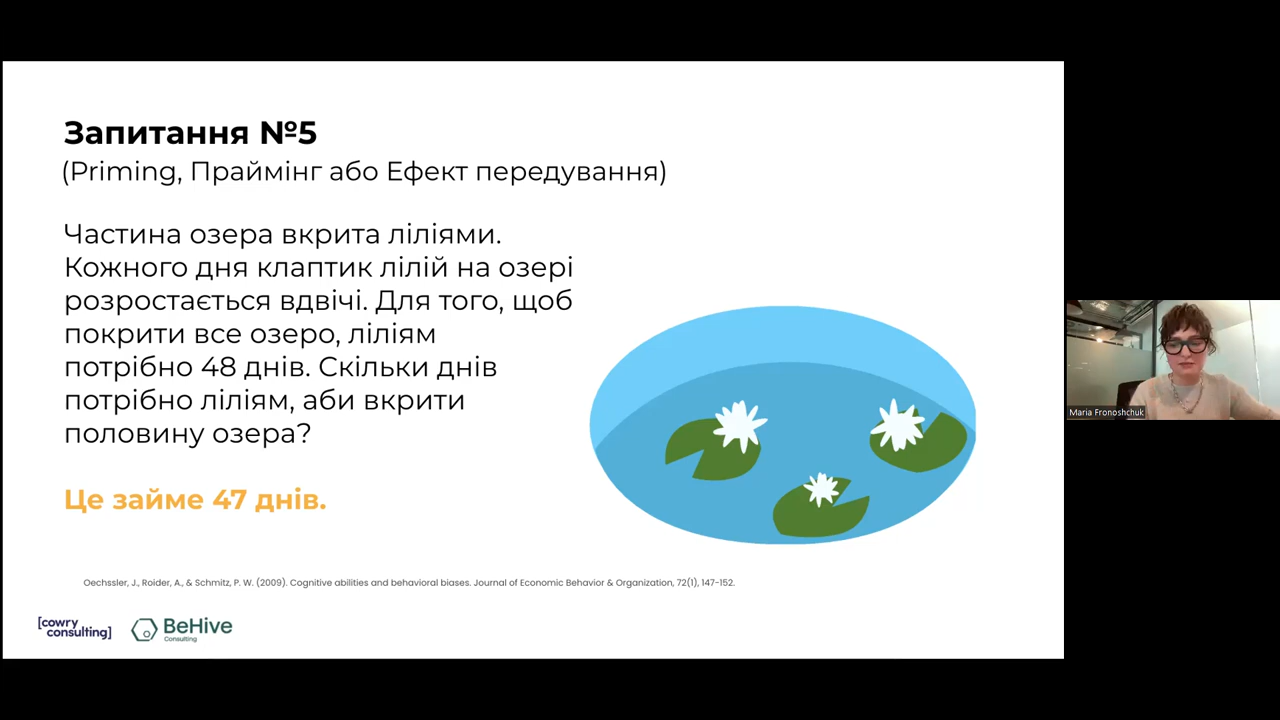 Запитання №5
(Priming, Праймінг або Ефект передування)
Частина озера вкрита ліліями.
Кожного дня клаптик лілій на озері
розростається вдвічі. Для того, щоб
покрити все озеро, ліліям
потрібно 48 днів. Скільки днів
потрібно ліліям, аби вкрити
половину озера?
Це займе 47 днів.
Oechssler, J., Roider, A., & Schmitz, P. W. (2009). Cognitive abilities and behavioral biases. Journal of Economic Behavior & Organization, 72(1), 147-152.
[cowry
consulting]
BeHive
Consulting
Maria Fronoshchuk